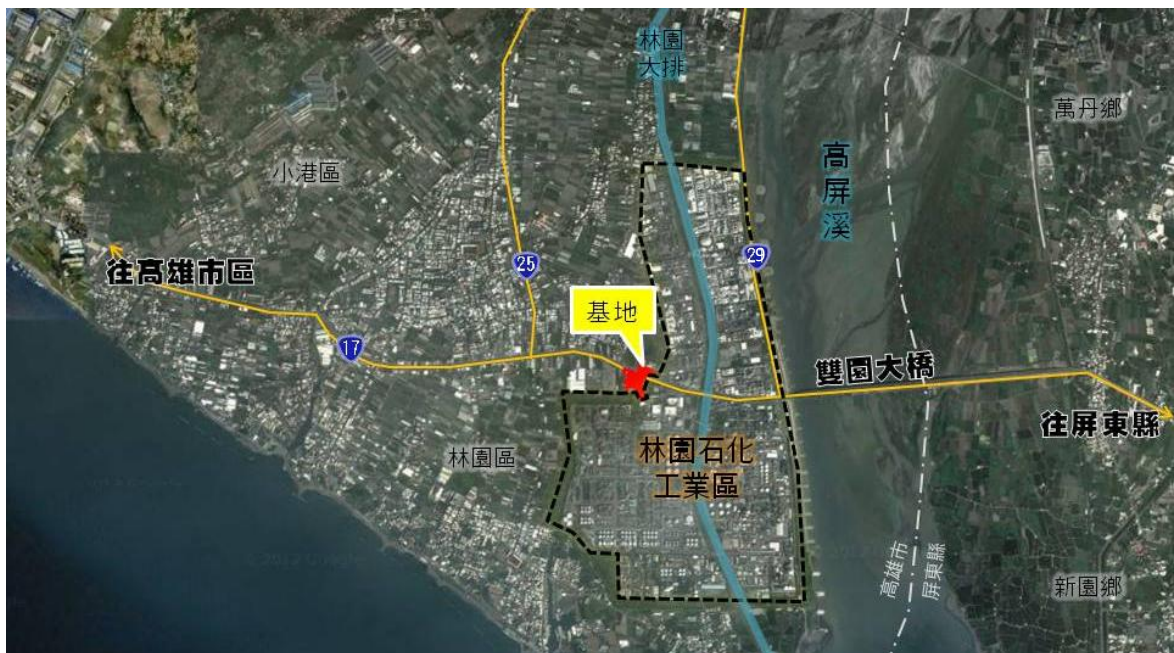 林園
大排
萬丹鄉
小港區
高
屏
溪
往高雄市區
25
29
基地
17
雙園大橋
往屏東縣
林園區
林園石化
工業區
高雄市
屏東縣
新園鄉